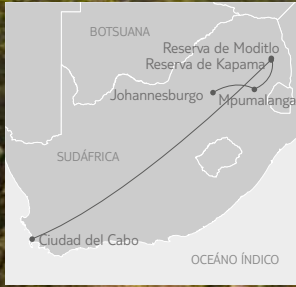 BOTSUANA
Reserva de Moditlo
Reserva de Kapama
Johannesburgo
Mpumalanga
SUDÁFRICA
Ciudad del Cabo
OCEÁNO ÍNDICO